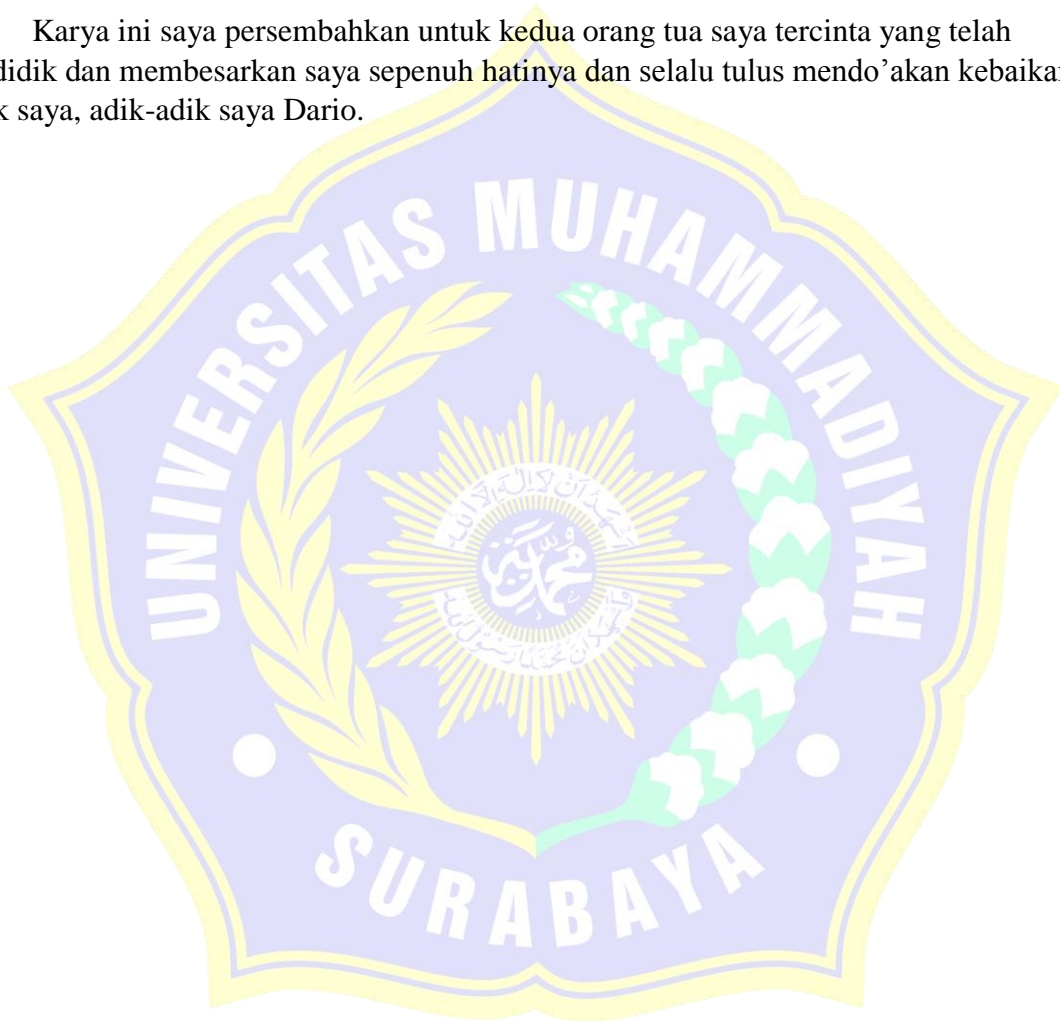 Karya ini saya persembahkan untuk kedua orang tua saya tercinta yang telah
didik dan membesarkan saya sepenuh hatinya dan selalu tulus mendo’akan kebaikan
k saya, adik-adik saya Dario.
UNIVERSITAS MUHAMMADIYAH
محمد
SURABAYA